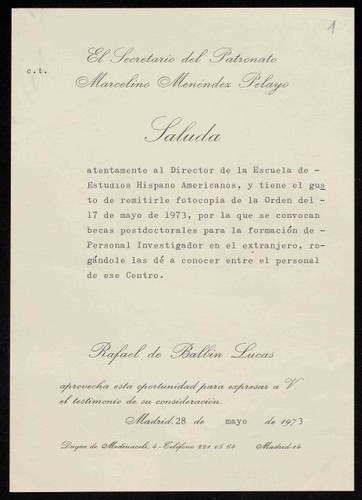 1
El Secretario del Patronato
c.t.
Marcelino Menéndez Pelayo
Saluda
atentamente al Director de la Escuela de -
Estudios Hispano Americanos, y tiene el gus
to de remitirle fotocopia de la Orden del -
17 de mayo de 1973, por la que se convocan
becas postdoctorales para la formación de -
Personal Investigador en el extranjero, ro-
gándole las dé a conocer entre el personal
de ese Centro.
Rafael de Balbín Lucas
aprovecha esta oportunidad para expresar a V
el testimonio de su consideración.
Madrid, 28 de mayo de 1973
Duque de Medinaceli, 4 - Teléfono 221 05 64 Madrid-14